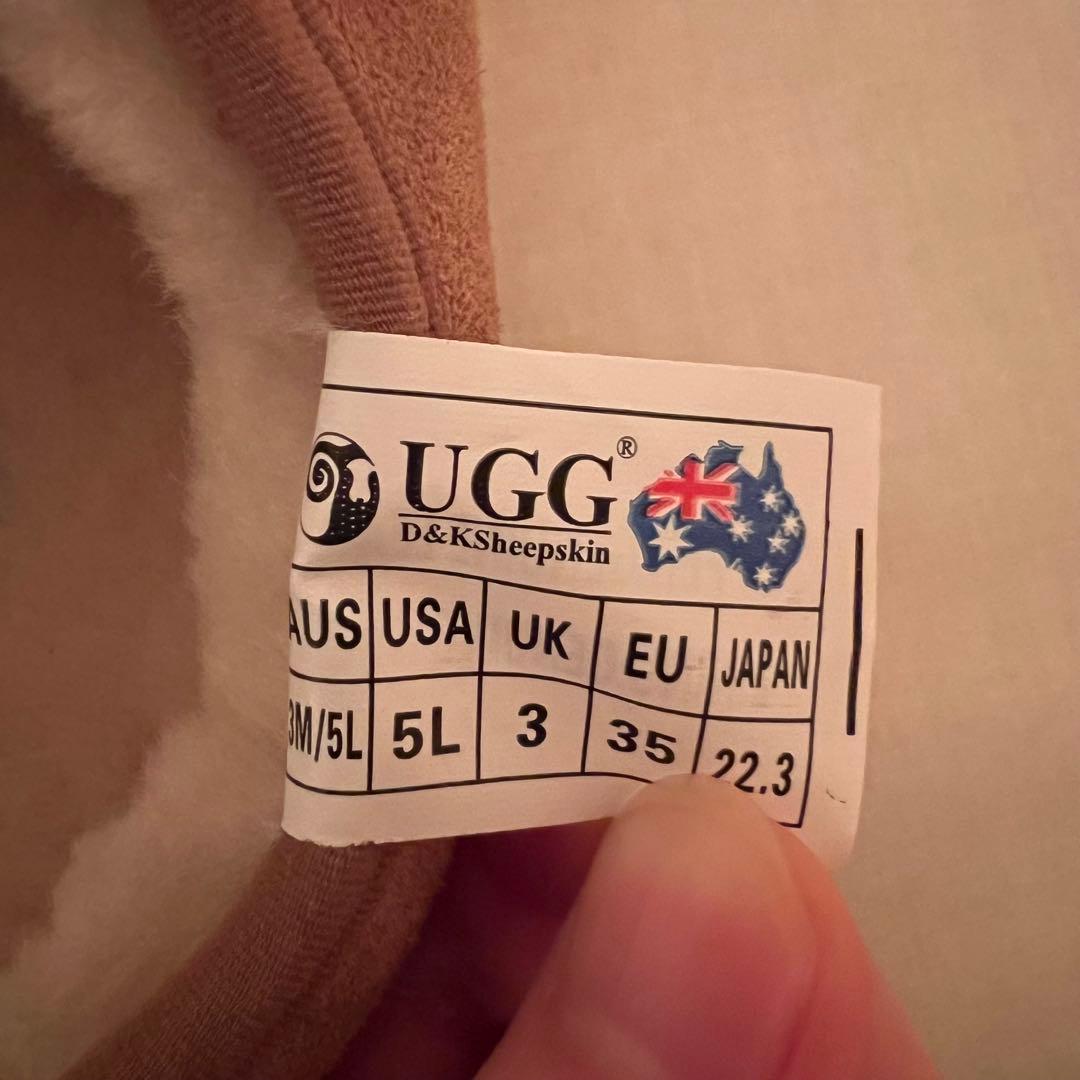 UGG®
D&KSheepskin
AUS USA UK EU JAPAN
3M/5L 5L 3 35 22.3